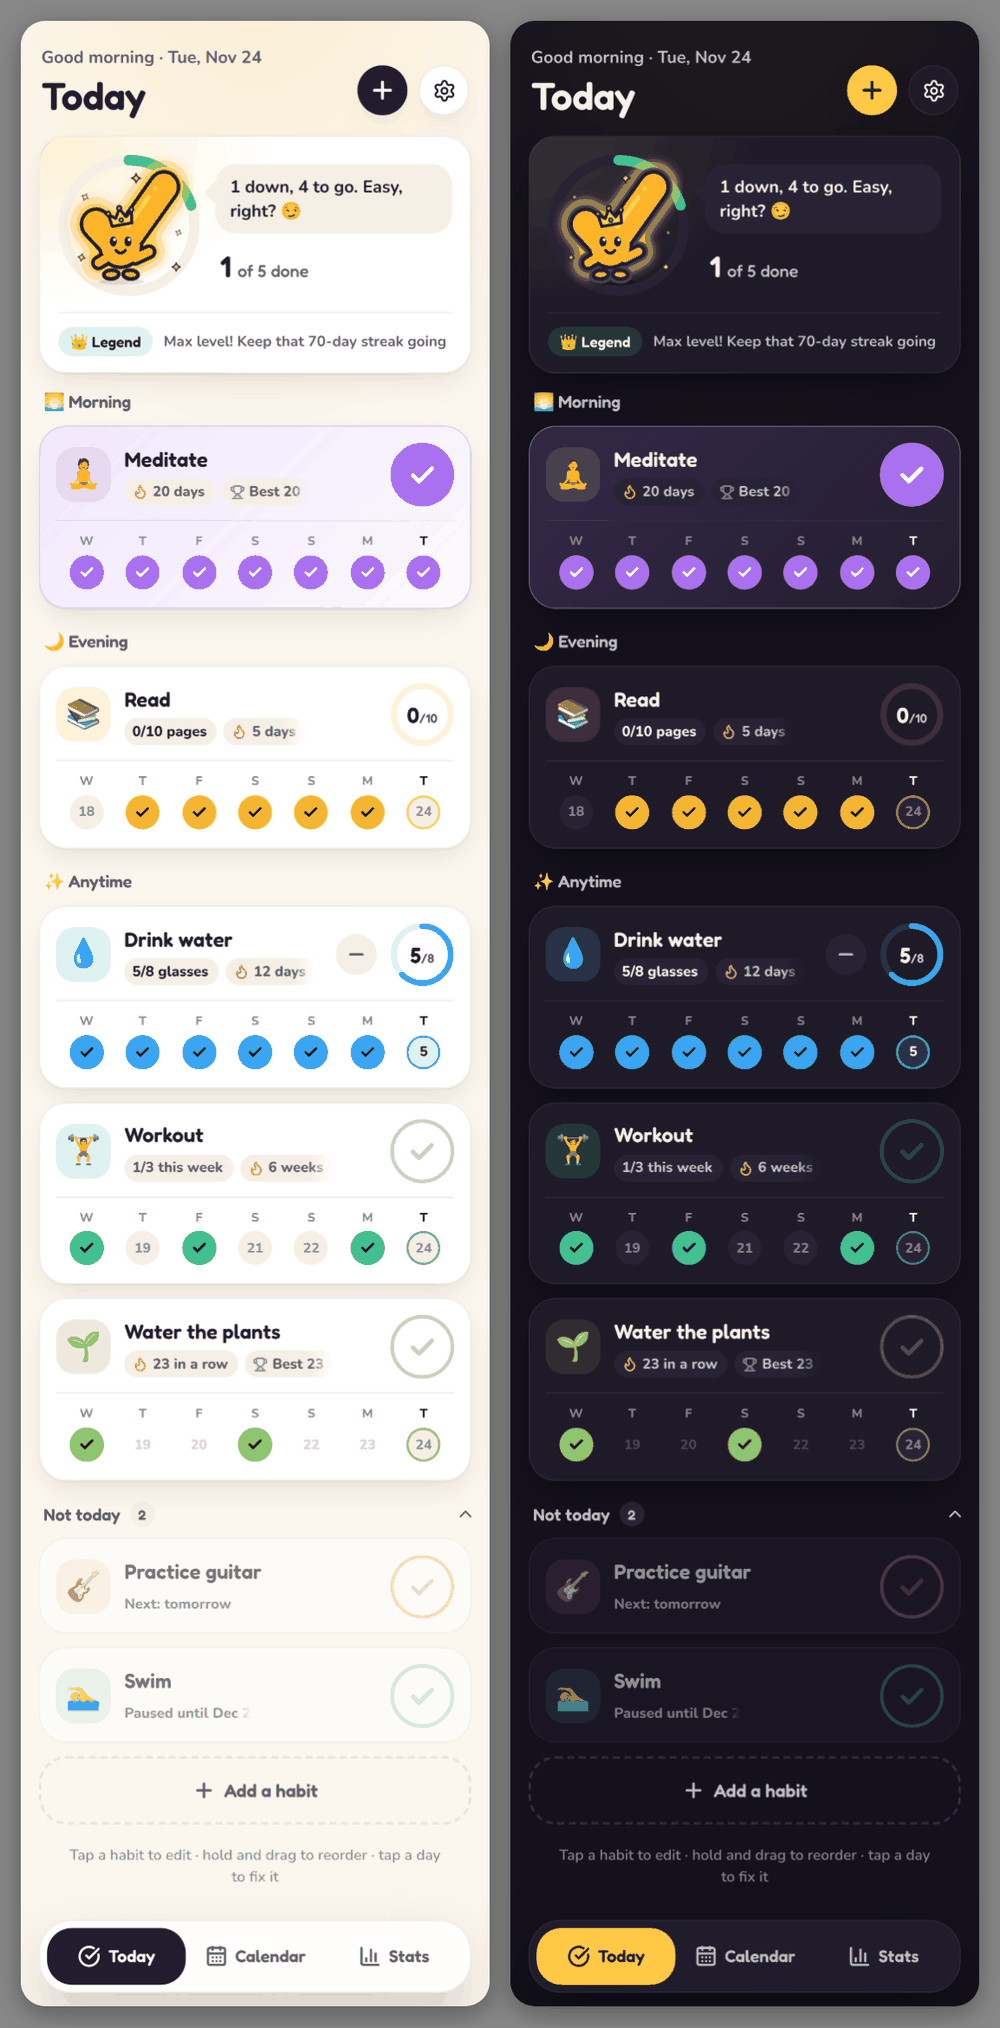 Good morning · Tue, Nov 24
Today
1 down, 4 to go. Easy,
right? 😏
1 of 5 done
👑 Legend
Max level! Keep that 70-day streak going
🌅 Morning
Meditate
20 days
Best 20
W T F S S M T
🌙 Evening
Read
0/10 pages
5 days
0/10
W T F S S M T
18 24
✨ Anytime
Drink water
5/8 glasses
12 days
5/8
W T F S S M T
5
Workout
1/3 this week
6 weeks
W T F S S M T
19 21 22 24
Water the plants
23 in a row
Best 23
W T F S S M T
19 20 22 23 24
Not today 2
Practice guitar
Next: tomorrow
Swim
Paused until Dec 2
+ Add a habit
Tap a habit to edit · hold and drag to reorder · tap a day
to fix it
Today
Calendar
Stats
Good morning · Tue, Nov 24
Today
1 down, 4 to go. Easy,
right? 😏
1 of 5 done
👑 Legend
Max level! Keep that 70-day streak going
🌅 Morning
Meditate
20 days
Best 20
W T F S S M T
🌙 Evening
Read
0/10 pages
5 days
0/10
W T F S S M T
18 24
✨ Anytime
Drink water
5/8 glasses
12 days
5/8
W T F S S M T
5
Workout
1/3 this week
6 weeks
W T F S S M T
19 21 22 24
Water the plants
23 in a row
Best 23
W T F S S M T
19 20 22 23 24
Not today 2
Practice guitar
Next: tomorrow
Swim
Paused until Dec 2
+ Add a habit
Tap a habit to edit · hold and drag to reorder · tap a day
to fix it
Today
Calendar
Stats